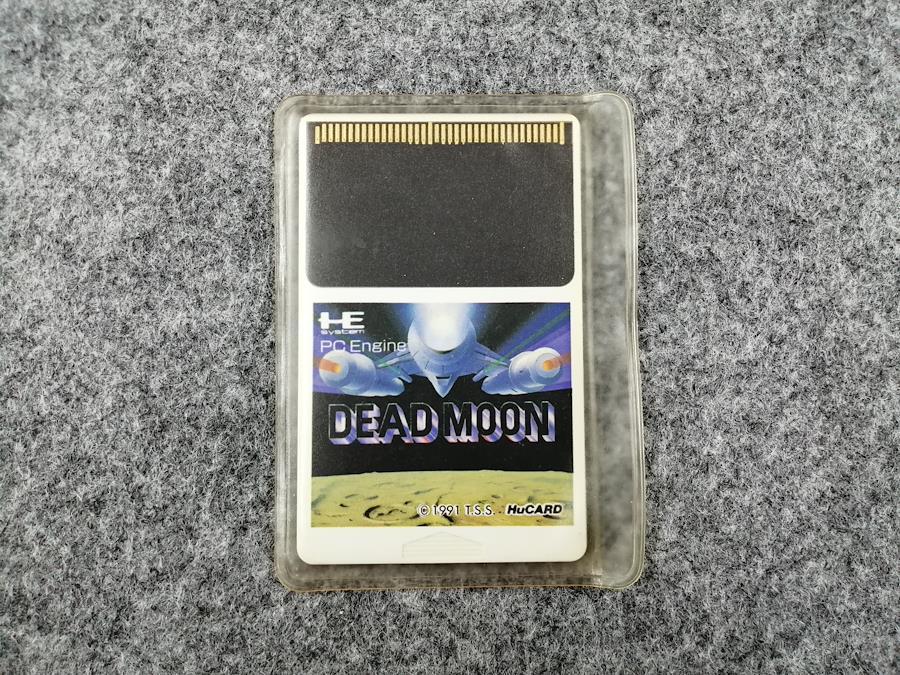 HE
system
PC Engine
DEAD MOON
© 1991 T.S.S. HuCARD